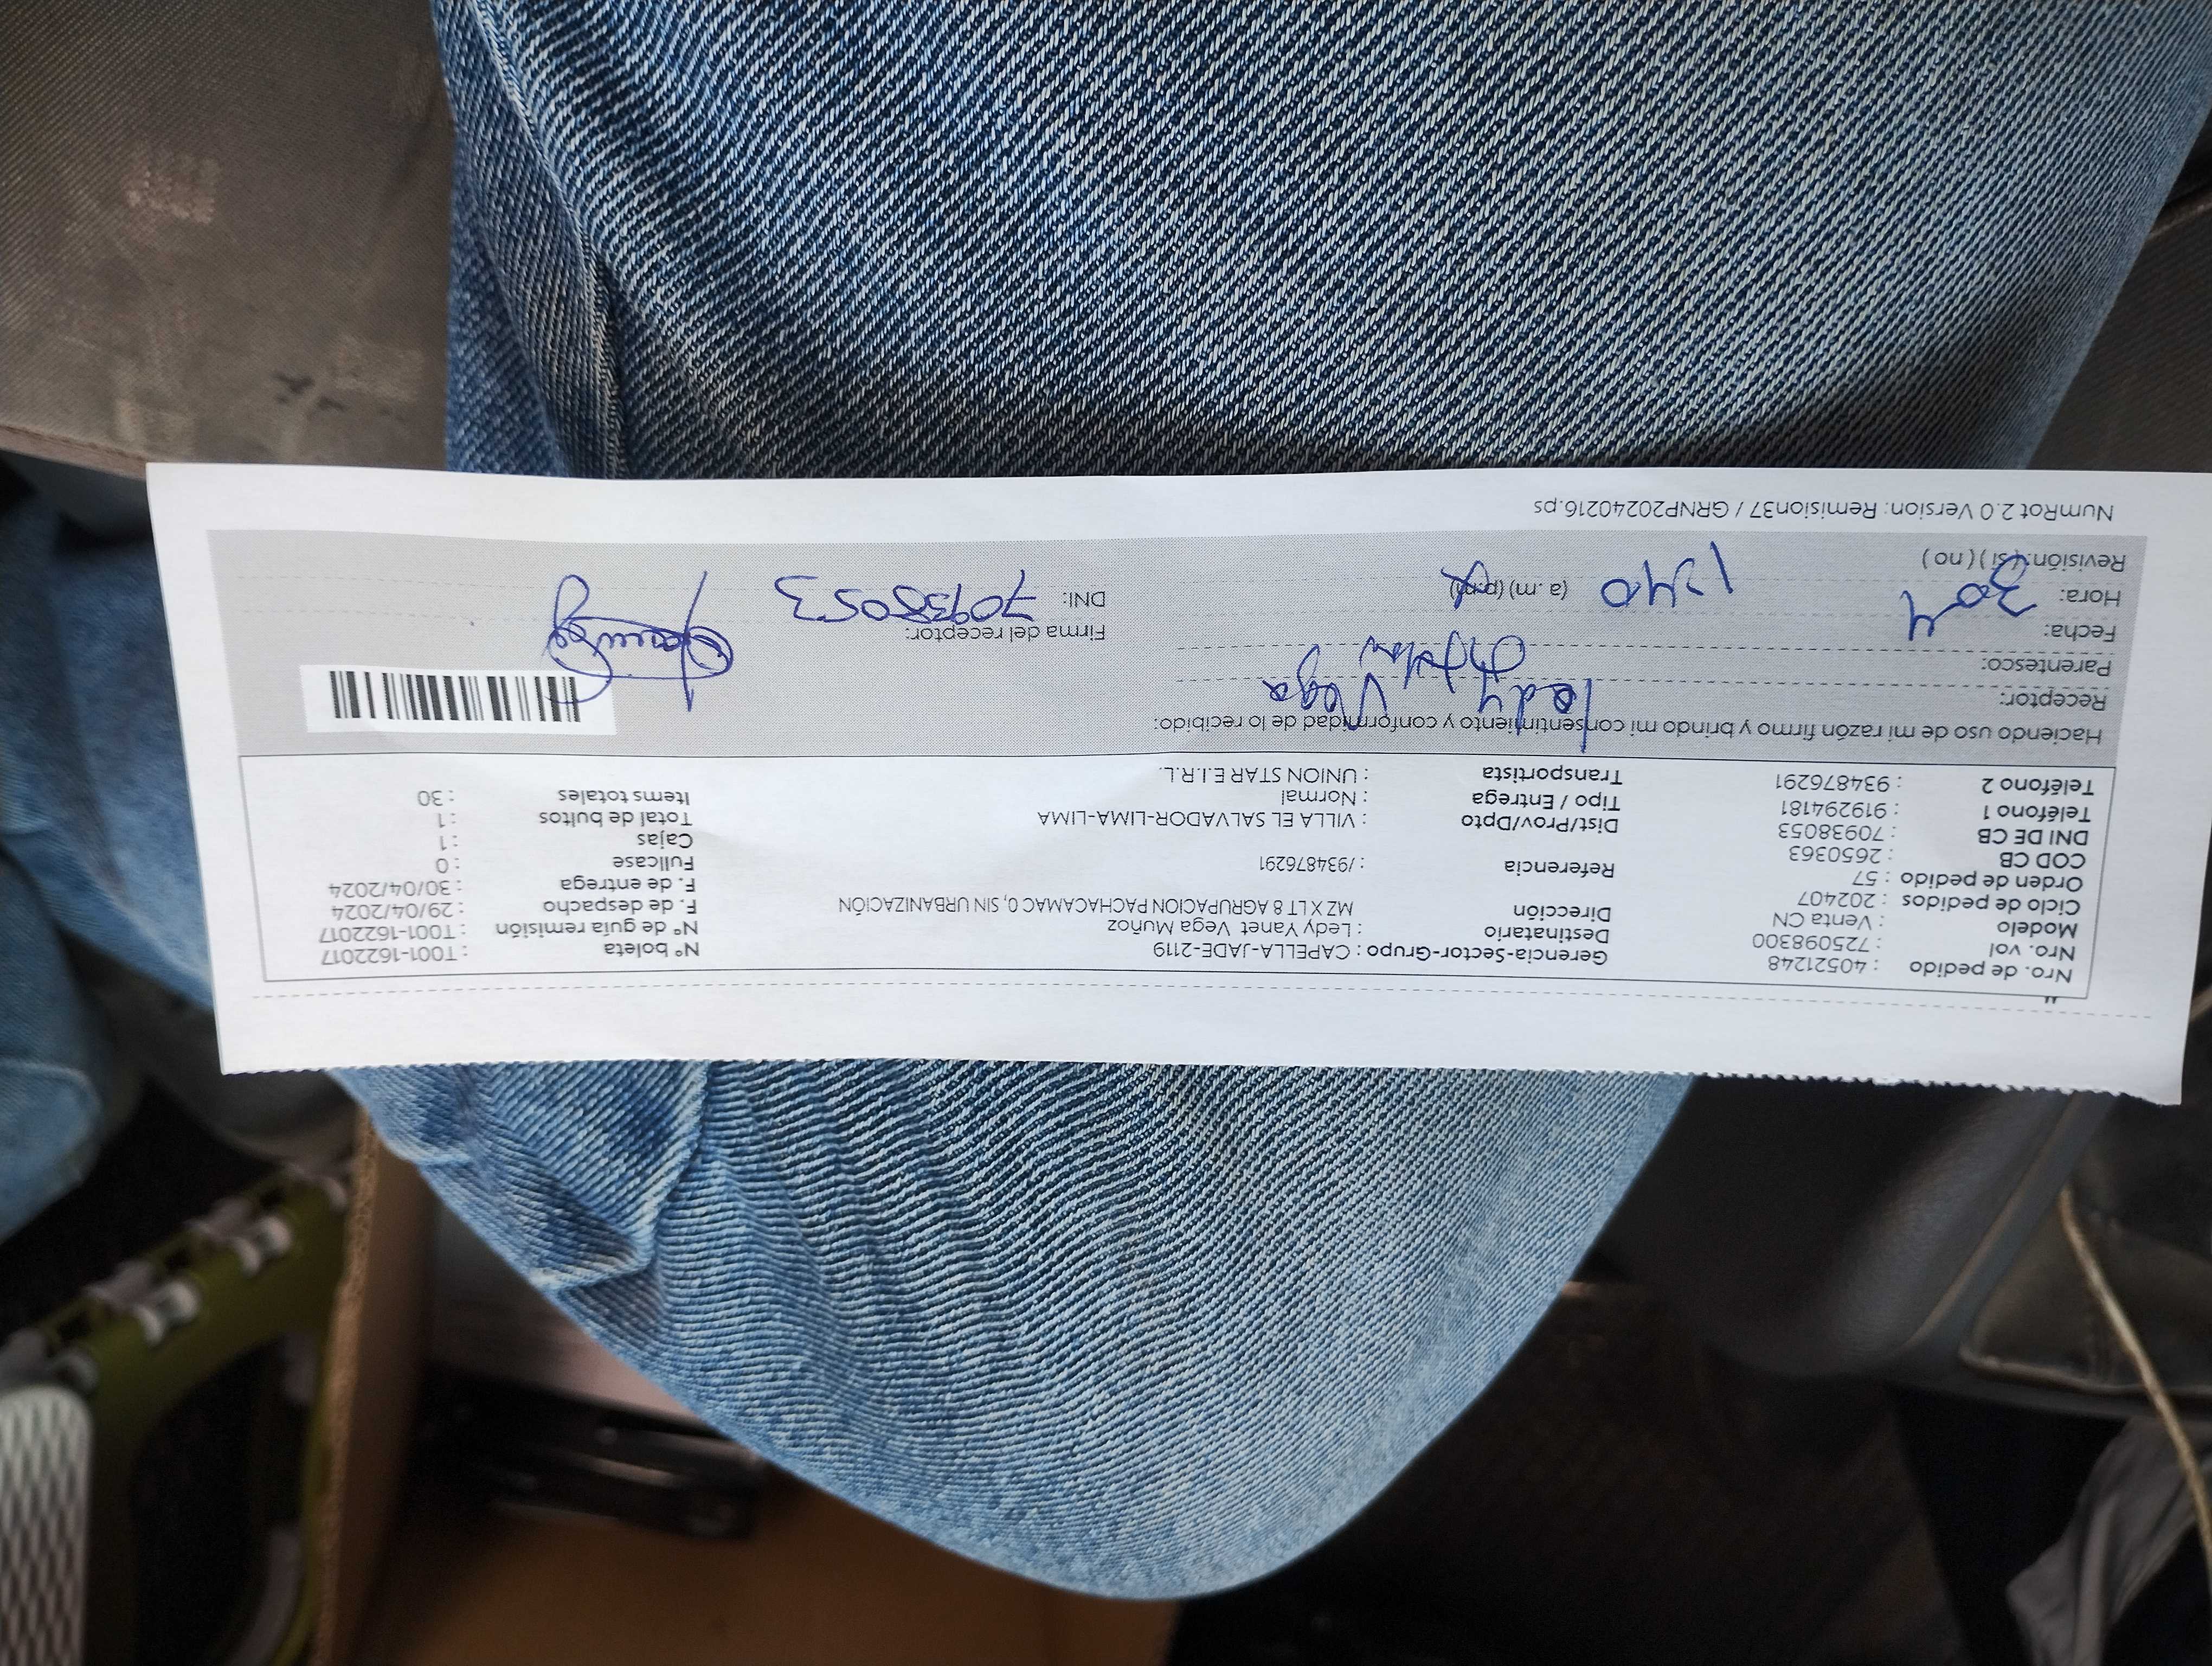 Nro. de pedido : 40521248 Gerencia-Sector-Grupo : CAPELLA-JADE-2119 N° boleta : T001-1622017
Nro. vol : 725098300 Destinatario : Ledy Yanet Vega Muñoz N° de guía remisión : T001-1622017
Modelo : Venta CN Dirección MZ X LT 8 AGRUPACION PACHACAMAC 0, SIN URBANIZACIÓN F. de despacho : 29/04/2024
Ciclo de pedidos : 202407 F. de entrega : 30/04/2024
Orden de pedido : 57 Referencia : /934876291 Fullcase : 0
COD CB : 2650363 Cajas : 1
DNI DE CB : 70938053 Dist/Prov/Dpto : VILLA EL SALVADOR-LIMA-LIMA Total de bultos : 1
Teléfono 1 : 919294181 Tipo / Entrega : Normal Items totales : 30
Teléfono 2 : 934876291 Transportista : UNION STAR E.I.R.L.
Haciendo uso de mi razón firmo y brindo mi consentimiento y conformidad de lo recibido:
Receptor: Ledy Vega
Parentesco:
Fecha: 30 4 Firma del receptor:
Hora: 1240 (a.m) (p.m) DNI: 70938053
Revisión: (si) (no)
NumRot 2.0 Version: Remision37 / GRNP20240216.ps